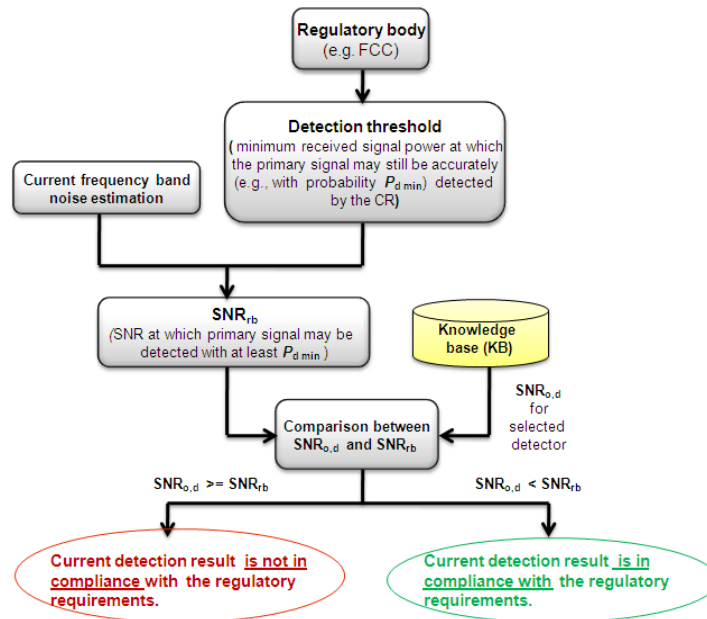 Regulatory body
(e.g. FCC)
Detection threshold
( minimum received signal power at which
the primary signal may still be accurately
(e.g., with probability Pd min) detected
by the CR)
Current frequency band
noise estimation
SNRrb
(SNR at which primary signal may be
detected with at least Pd min )
Knowledge
base (KB)
SNRo,d
for
selected
detector
Comparison between
SNRo,d and SNRrb
SNRo,d >= SNRrb
SNRo,d < SNRrb
Current detection result is not in
compliance with the regulatory
requirements.
Current detection result is in
compliance with the regulatory
requirements.